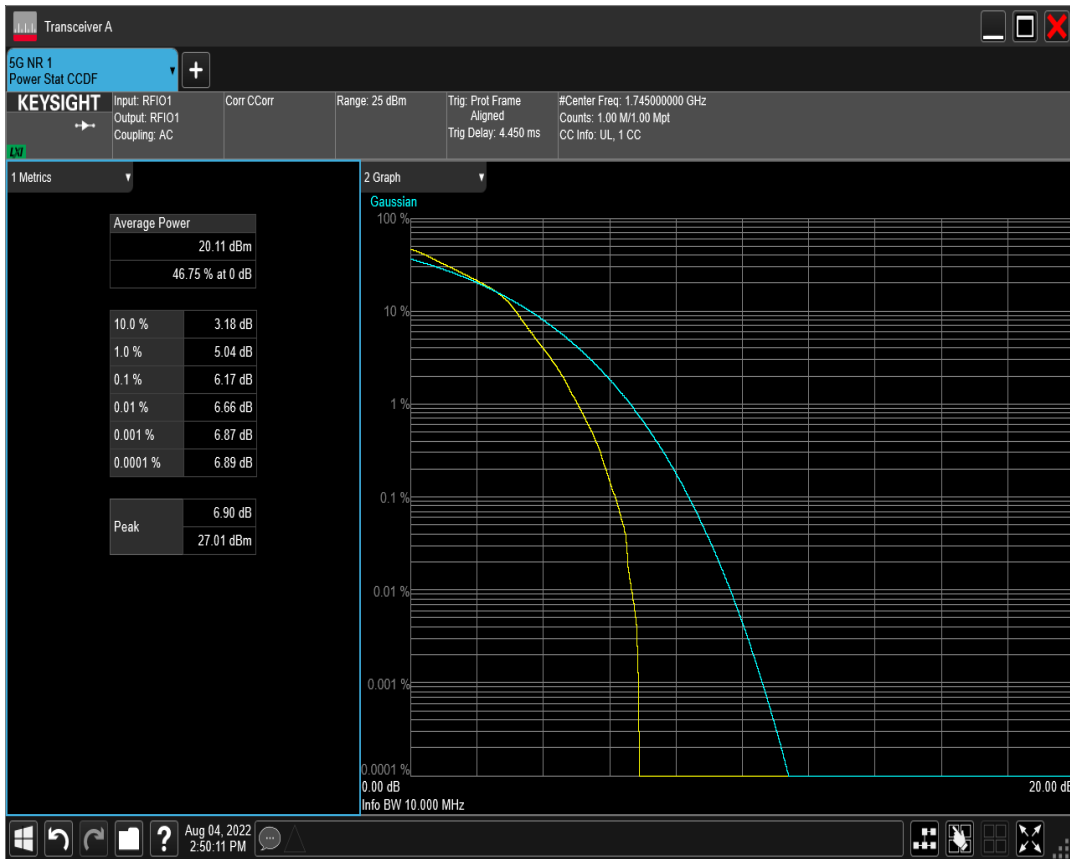 Transceiver A
5G NR 1
Power Stat CCDF
+
KEYSIGHT
LXI
Input: RFIO1
Output: RFIO1
Coupling: AC
Corr CCorr
Range: 25 dBm
Trig: Prot Frame
Aligned
Trig Delay: 4.450 ms
#Center Freq: 1.745000000 GHz
Counts: 1.00 M/1.00 Mpt
CC Info: UL, 1 CC
1 Metrics
Average Power
20.11 dBm
46.75 % at 0 dB
10.0 % 3.18 dB
1.0 % 5.04 dB
0.1 % 6.17 dB
0.01 % 6.66 dB
0.001 % 6.87 dB
0.0001 % 6.89 dB
Peak
6.90 dB
27.01 dBm
2 Graph
Gaussian
100 %
10 %
1 %
0.1 %
0.01 %
0.001 %
0.0001 %
0.00 dB 20.00 dB
Info BW 10.000 MHz
?
Aug 04, 2022
2:50:11 PM